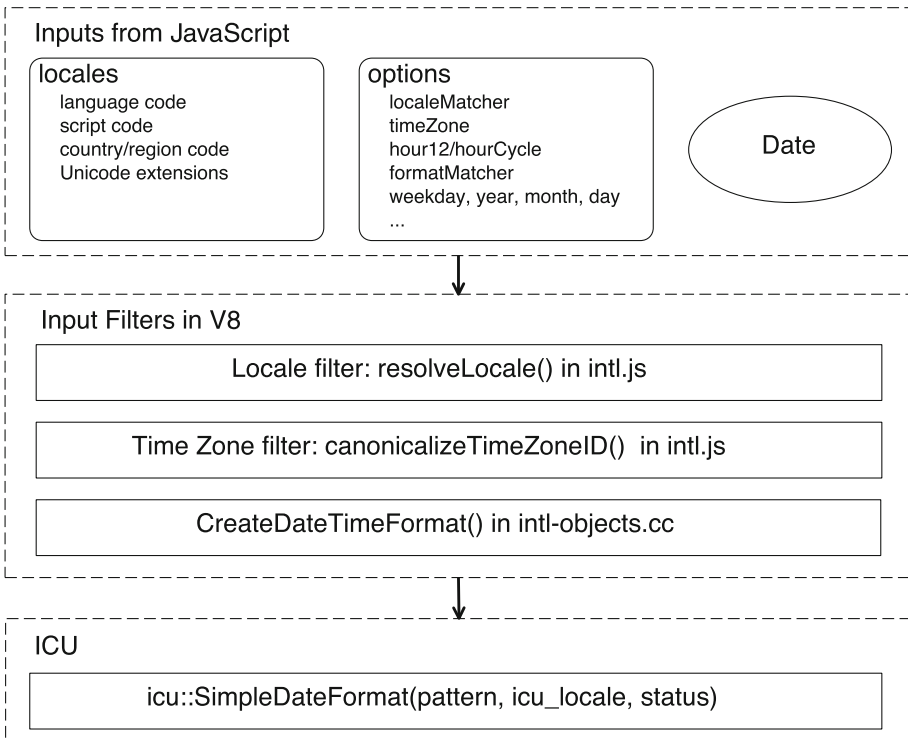 Inputs from JavaScript
locales
language code
script code
country/region code
Unicode extensions
options
localeMatcher
timeZone
hour12/hourCycle
formatMatcher
weekday, year, month, day
...
Date
Input Filters in V8
Locale filter: resolveLocale() in intl.js
Time Zone filter: canonicalizeTimeZoneID() in intl.js
CreateDateTimeFormat() in intl-objects.cc
ICU
icu::SimpleDateFormat(pattern, icu_locale, status)